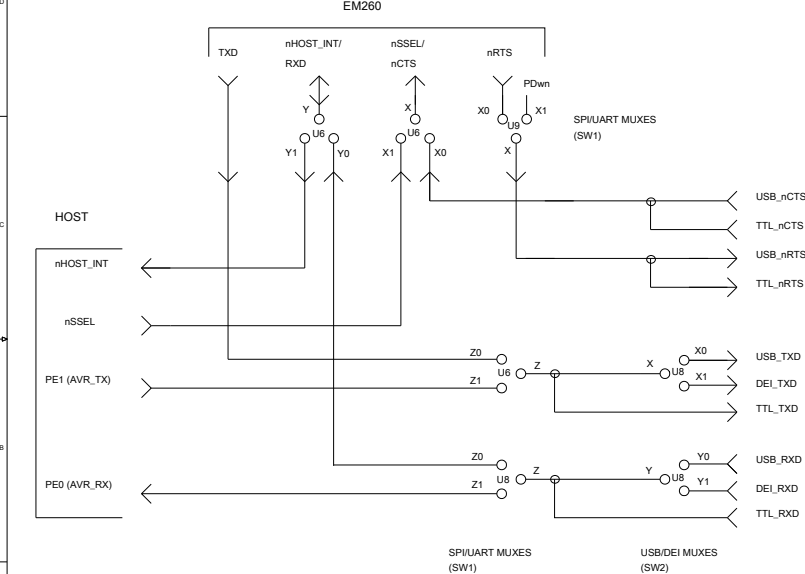 EM260
TXD
nHOST_INT/
RXD
nSSEL/
nCTS
nRTS
PDwn
Y
X
X0
X1
U6
U6
U9
SPI/UART MUXES
(SW1)
Y1
Y0
X1
X0
X
USB_nCTS
TTL_nCTS
HOST
C
USB_nRTS
nHOST_INT
TTL_nRTS
nSSEL
Z0
X0
USB_TXD
U6
Z
X
U8
PE1 (AVR_TX)
Z1
X1
DEI_TXD
TTL_TXD
B
Z0
Y0
USB_RXD
U8
Z
Y
U8
PE0 (AVR_RX)
Z1
Y1
DEI_RXD
TTL_RXD
SPI/UART MUXES
(SW1)
USB/DEI MUXES
(SW2)